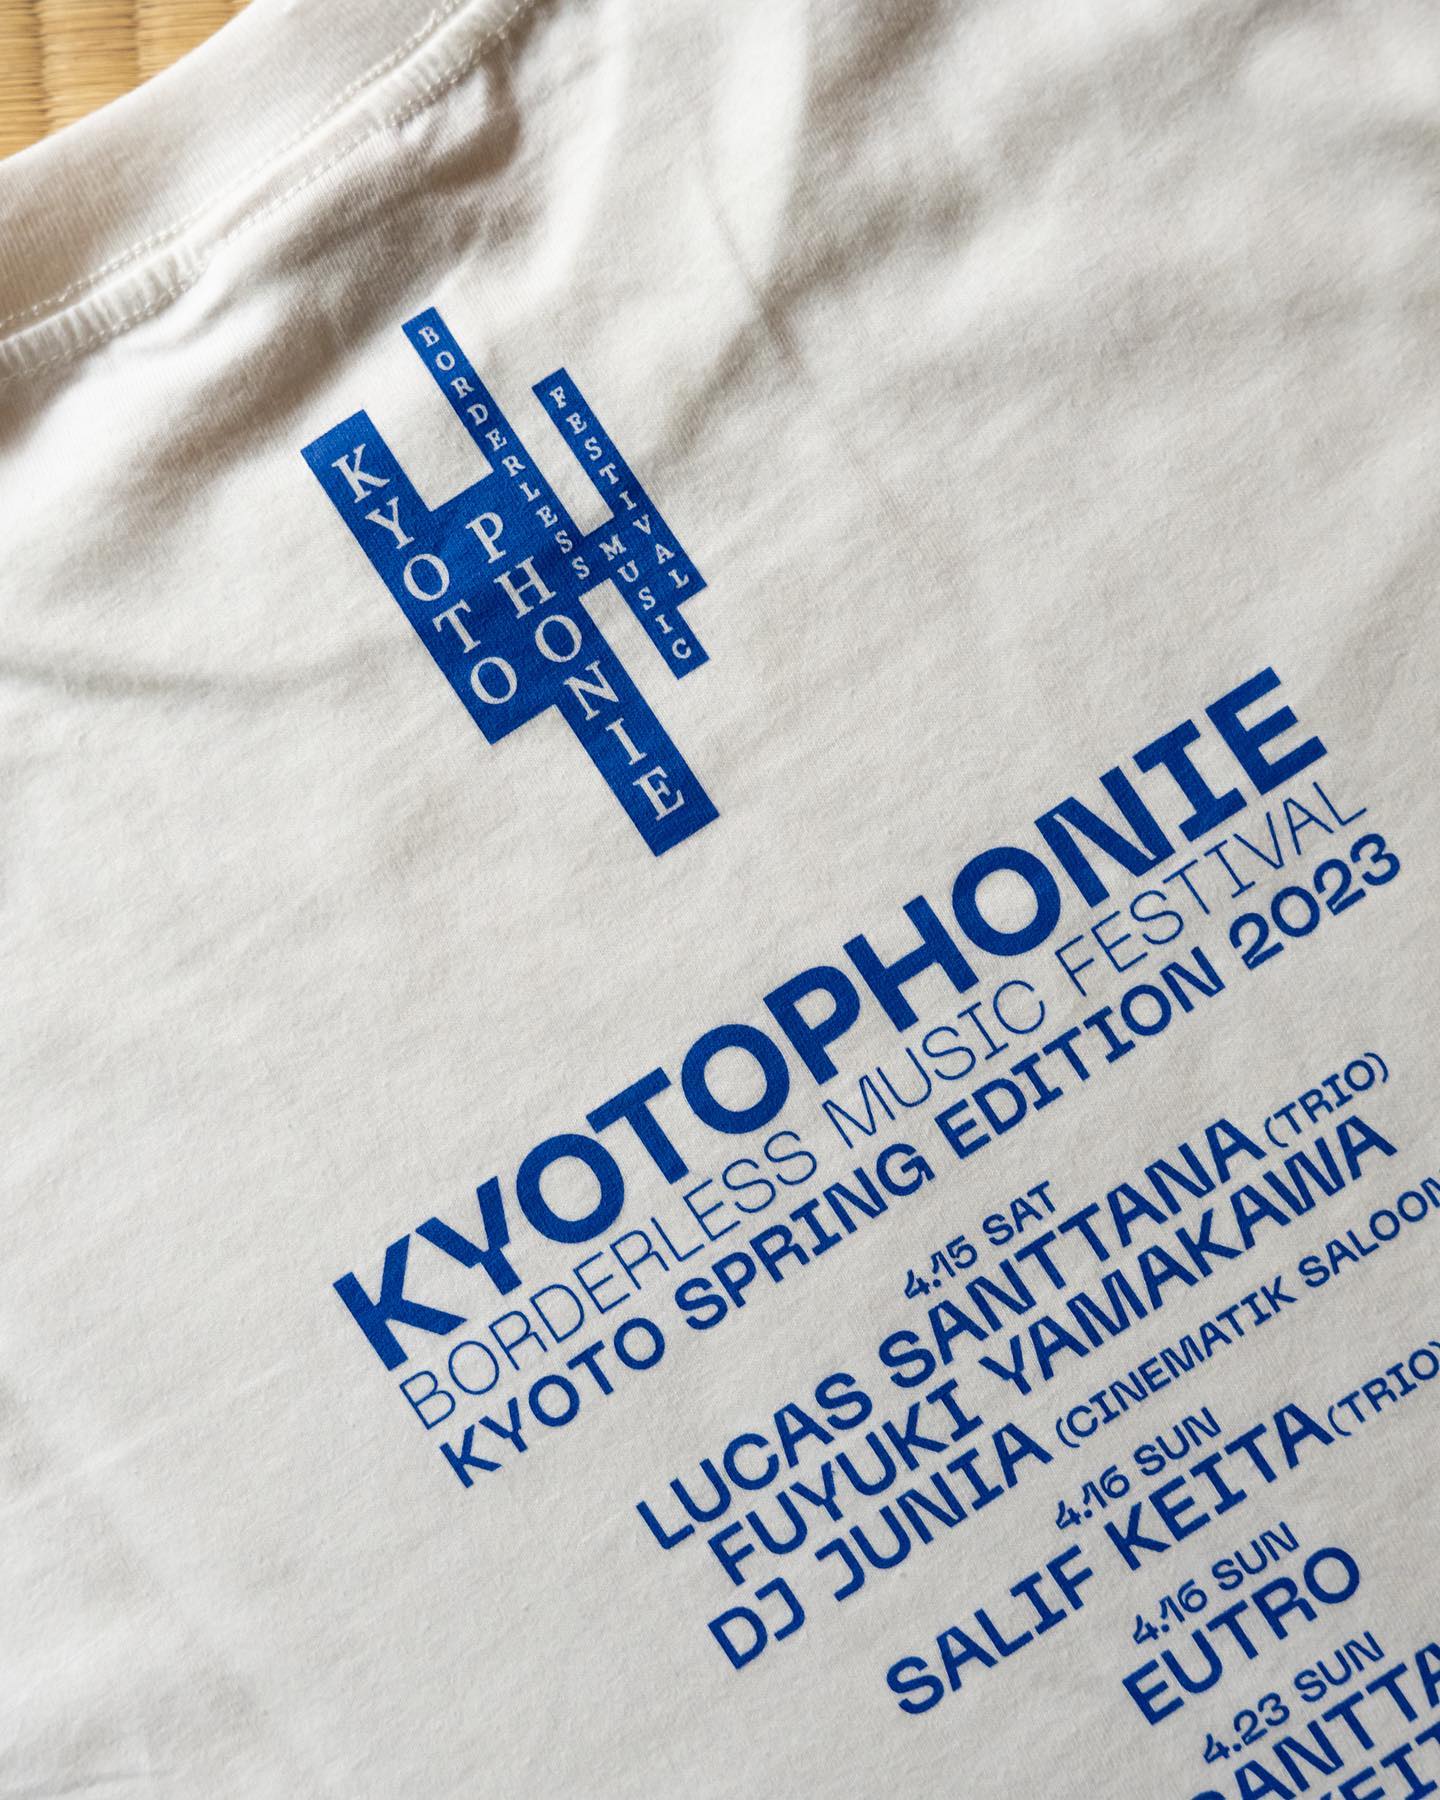 KYOTO
PHONIE
BORDERLESS
MUSIC
FESTIVAL
KYOTOPHONIE
BORDERLESS MUSIC FESTIVAL
KYOTO SPRING EDITION 2023
4.15 SAT
LUCAS SANTTANA (TRIO)
FUYUKI YAMAKAWA
DJ JUNIA (CINEMATIK SALOON
4.16 SUN
SALIF KEITA (TRIO)
4.16 SUN
EUTRO
4.23 SUN